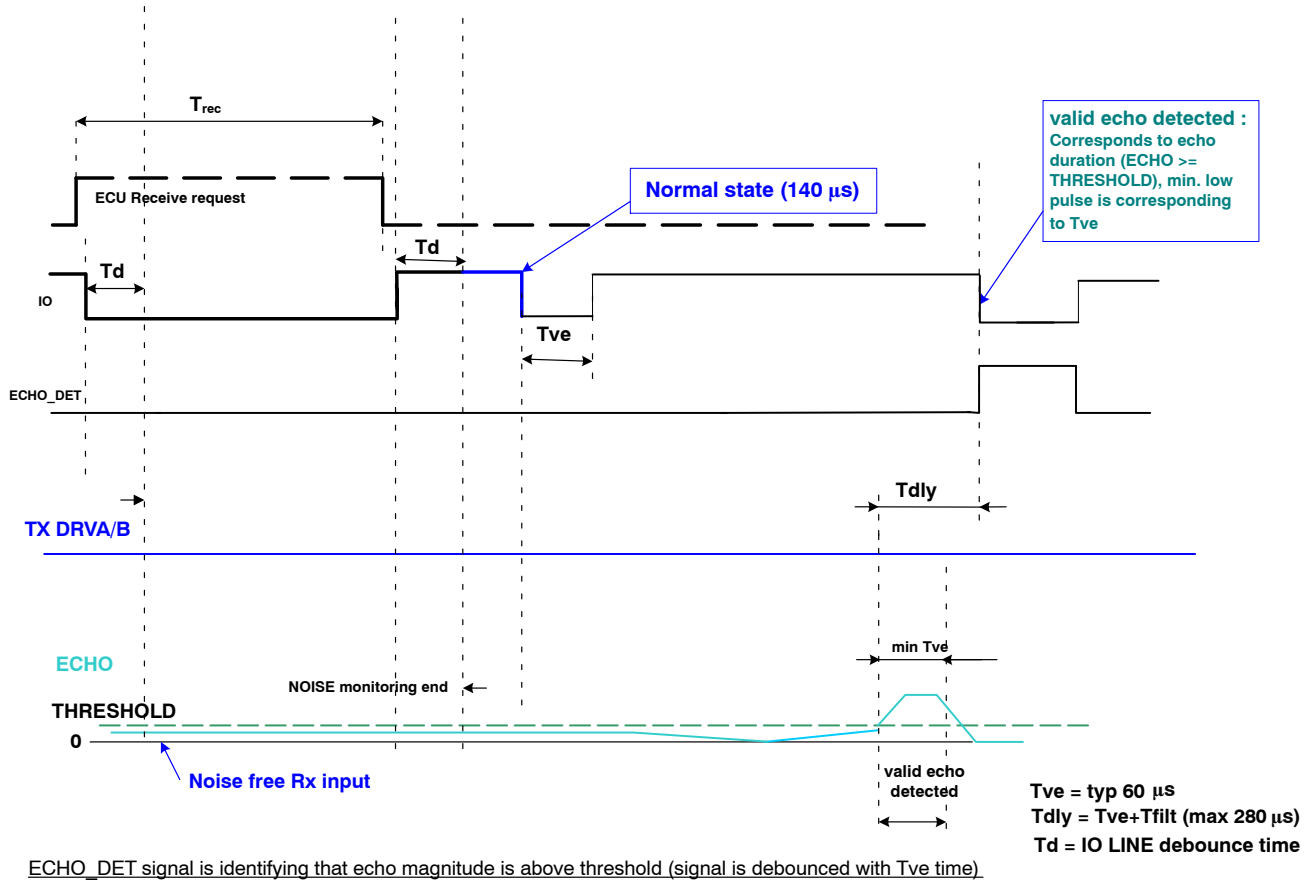 Trec
ECU Receive request
valid echo detected :
Corresponds to echo
duration (ECHO >=
THRESHOLD), min. low
pulse is corresponding
to Tve
Normal state (140 μs)
Td
Td
IO
Tve
ECHO_DET
Tdly
TX DRVA/B
ECHO
min Tve
NOISE monitoring end
THRESHOLD
0
Noise free Rx input
valid echo
detected
Tve = typ 60 μs
Tdly = Tve+Tfilt (max 280 μs)
Td = IO LINE debounce time
ECHO_DET signal is identifying that echo magnitude is above threshold (signal is debounced with Tve time)